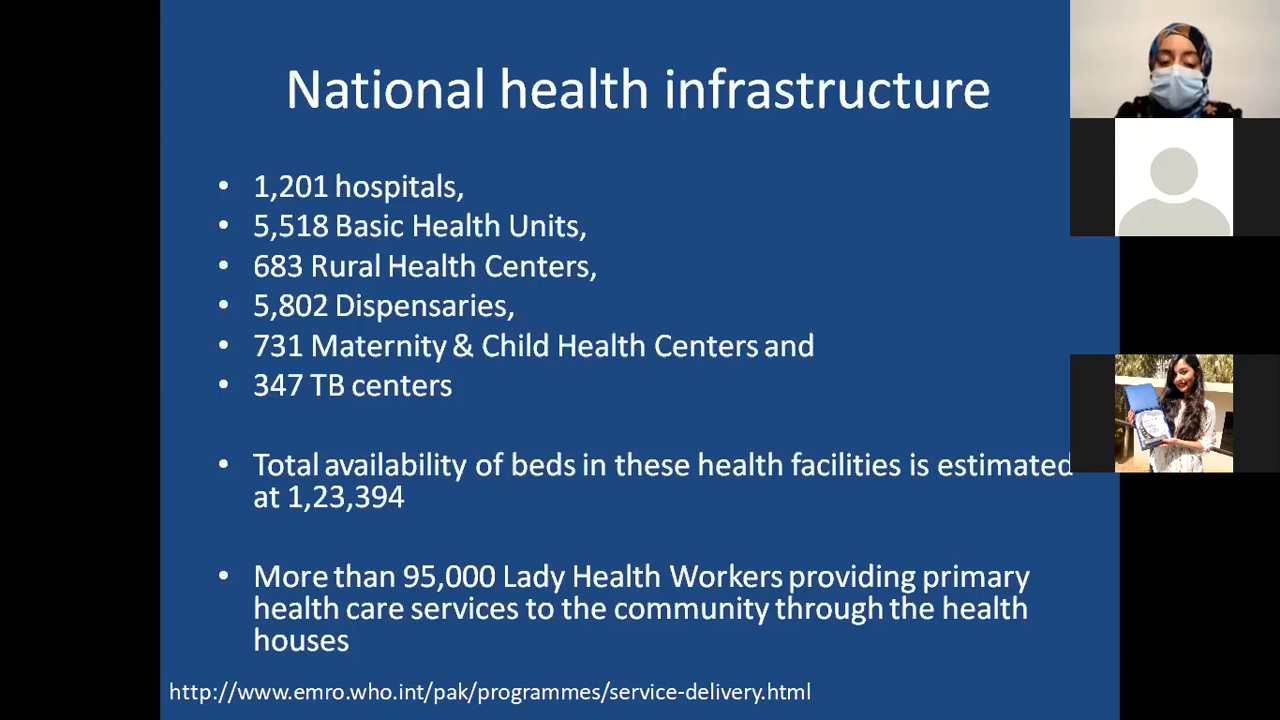 National health infrastructure
• 1,201 hospitals,
• 5,518 Basic Health Units,
• 683 Rural Health Centers,
• 5,802 Dispensaries,
• 731 Maternity & Child Health Centers and
• 347 TB centers
• Total availability of beds in these health facilities is estimated
at 1,23,394
• More than 95,000 Lady Health Workers providing primary
health care services to the community through the health
houses
http://www.emro.who.int/pak/programmes/service-delivery.html